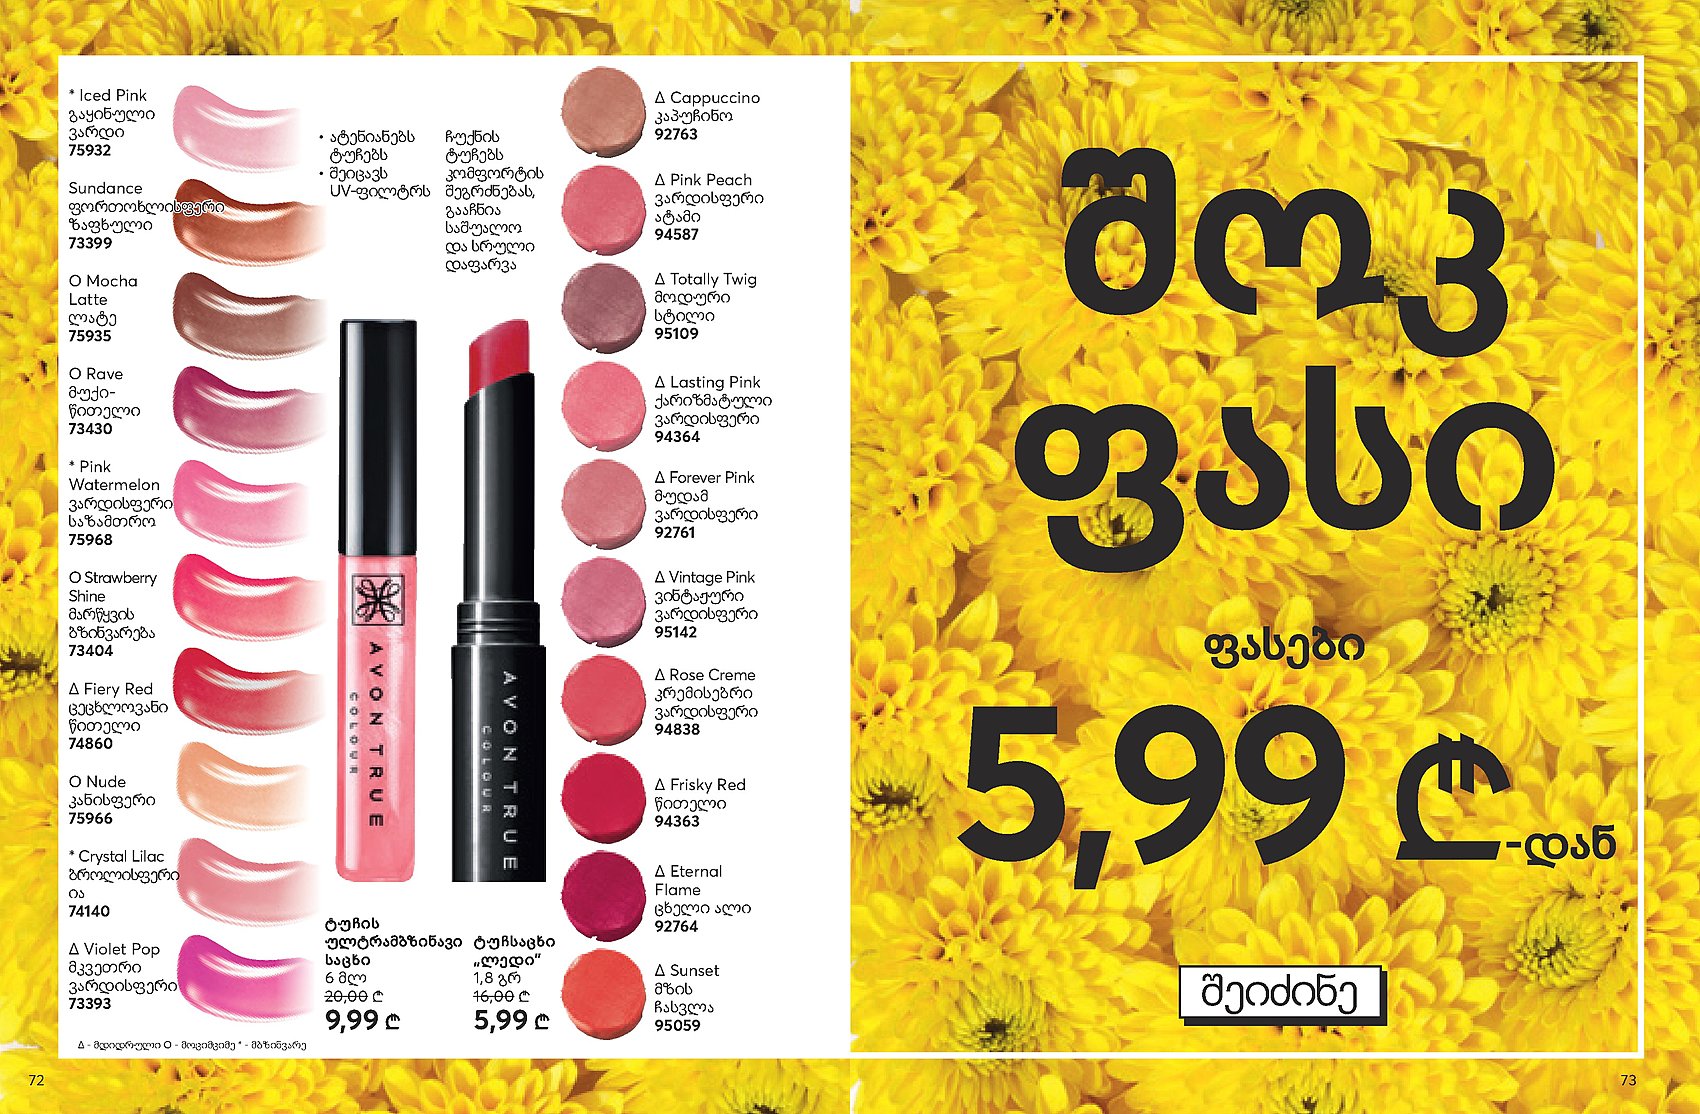 * Iced Pink
გაყინული
ვარდი
75932
Sundance
ფორთოხლისფერი
ზაფხული
73399
O Mocha
Latte
ლატე
75935
O Rave
მუქი-
წითელი
73430
* Pink
Watermelon
ვარდისფერი
საზამთრო
75968
O Strawberry
Shine
მარწყვის
ბზინვარება
73404
Δ Fiery Red
ცეცხლოვანი
წითელი
74860
O Nude
კანისფერი
75966
* Crystal Lilac
ბროლისფერი
ია
74140
Δ Violet Pop
მკვეთრი
ვარდისფერი
73393
Δ - მდიდრული O - მოციმციმე * - მბზინვარე
• ატენიანებს
ტუჩებს
• შეიცავს
UV-ფილტრს
ჩუქნის
ტუჩებს
კომფორტის
შეგრძნებას,
გააჩნია
საშუალო
და სრული
დაფარვა
AVON TRUE
COLOUR
AVON TRUE
COLOUR
ტუჩის
ულტრამბზინავი
საცხი
6 მლ
20,00 ₾
9,99 ₾
ტუჩსაცხი
„ლედი“
1,8 გრ
16,00 ₾
5,99 ₾
Δ Cappuccino
კაპუჩინო
92763
Δ Pink Peach
ვარდისფერი
ატამი
94587
Δ Totally Twig
მოდური
სტილი
95109
Δ Lasting Pink
ქარიზმატული
ვარდისფერი
94364
Δ Forever Pink
მუდამ
ვარდისფერი
92761
Δ Vintage Pink
ვინტაჟური
ვარდისფერი
95142
Δ Rose Creme
კრემისებრი
ვარდისფერი
94838
Δ Frisky Red
წითელი
94363
Δ Eternal
Flame
ცხელი ალი
92764
Δ Sunset
მზის
ჩასვლა
95059
72
შოკ
ფასი
ფასები
5,99 ₾-დან
შეიძინე
73